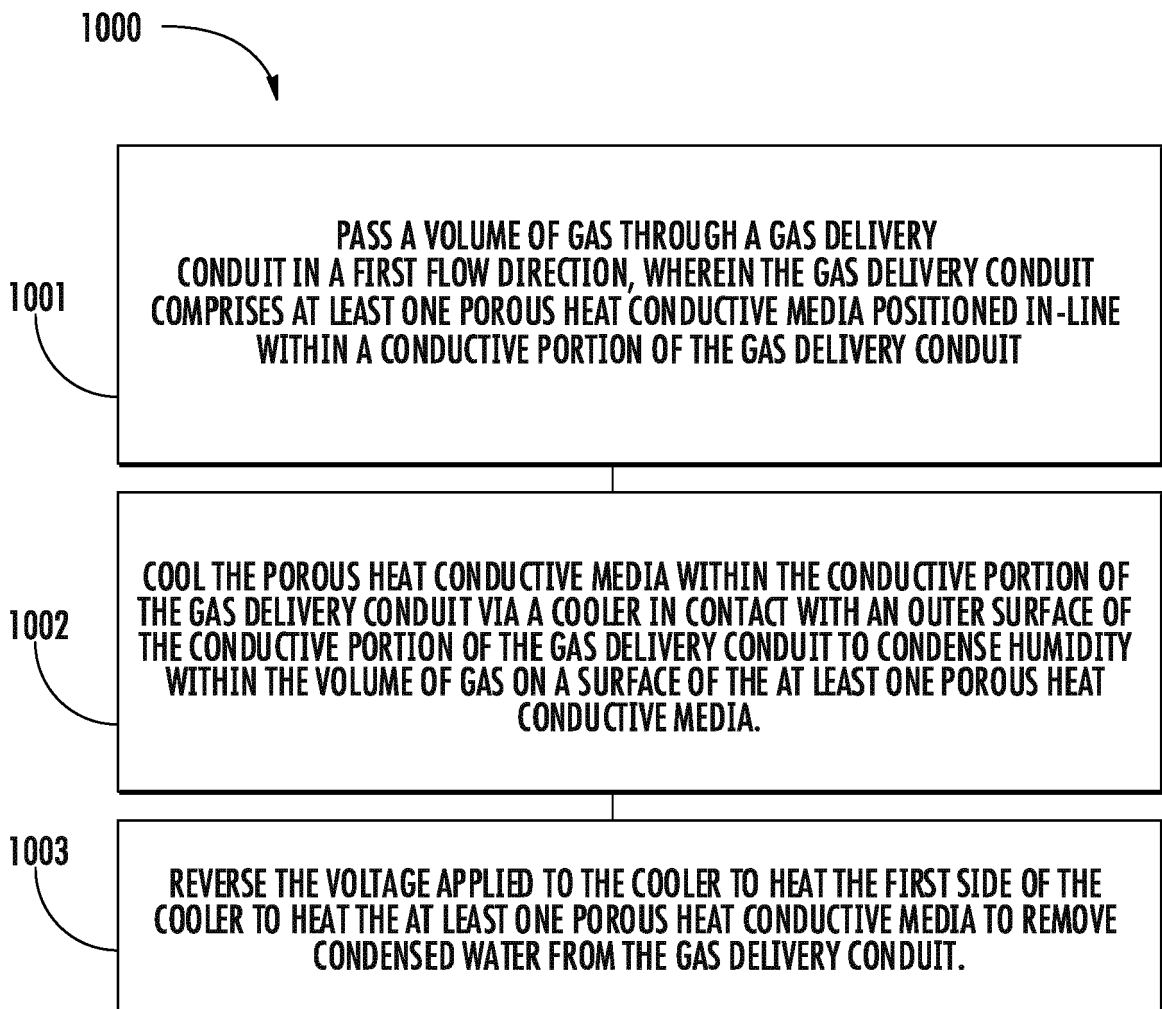 1000
1001
PASS A VOLUME OF GAS THROUGH A GAS DELIVERY
CONDUIT IN A FIRST FLOW DIRECTION, WHEREIN THE GAS DELIVERY CONDUIT
COMPRISES AT LEAST ONE POROUS HEAT CONDUCTIVE MEDIA POSITIONED IN-LINE
WITHIN A CONDUCTIVE PORTION OF THE GAS DELIVERY CONDUIT
1002
COOL THE POROUS HEAT CONDUCTIVE MEDIA WITHIN THE CONDUCTIVE PORTION OF
THE GAS DELIVERY CONDUIT VIA A COOLER IN CONTACT WITH AN OUTER SURFACE OF
THE CONDUCTIVE PORTION OF THE GAS DELIVERY CONDUIT TO CONDENSE HUMIDITY
WITHIN THE VOLUME OF GAS ON A SURFACE OF THE AT LEAST ONE POROUS HEAT
CONDUCTIVE MEDIA.
1003
REVERSE THE VOLTAGE APPLIED TO THE COOLER TO HEAT THE FIRST SIDE OF THE
COOLER TO HEAT THE AT LEAST ONE POROUS HEAT CONDUCTIVE MEDIA TO REMOVE
CONDENSED WATER FROM THE GAS DELIVERY CONDUIT.